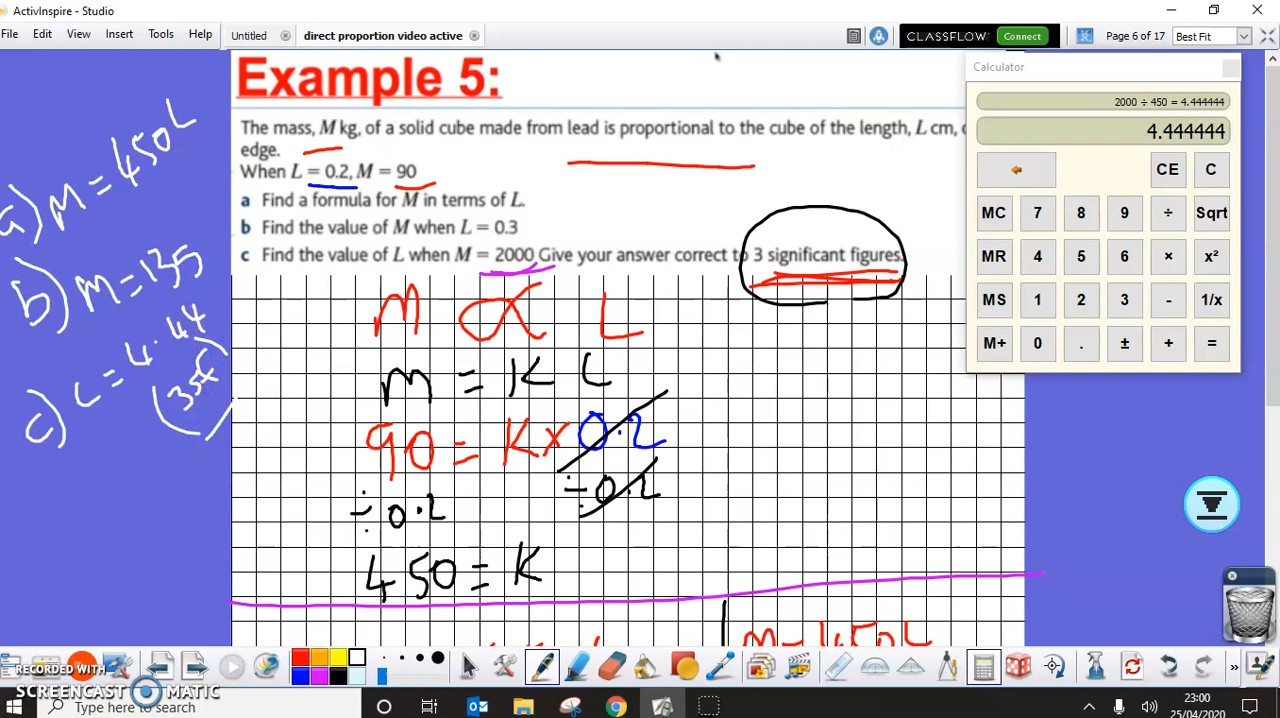 ActivInspire - Studio
File Edit View Insert Tools Help
Untitled direct proportion video active
CLASSFLOW Connect
Page 6 of 17 Best Fit
Example 5:
The mass, M kg, of a solid cube made from lead is proportional to the cube of the length, L cm,
edge.
When L = 0.2, M = 90
a Find a formula for M in terms of L.
b Find the value of M when L = 0.3
c Find the value of L when M = 2000 Give your answer correct to 3 significant figures.
a) M = 450L
b) M = 135
c) L = 4.44
(3sf)
M ∝ L
M = K L
90 = K x 0.2
÷0.2 ÷0.2
450 = K
M=450L
Calculator
2000 ÷ 450 = 4.444444
4.444444
CE C
MC 7 8 9 ÷ Sqrt
MR 4 5 6 × x²
MS 1 2 3 - 1/x
M+ 0 . ± + =
RECORDED WITH
SCREENCAST MATIC
Type here to search
23:00
25/04/2020